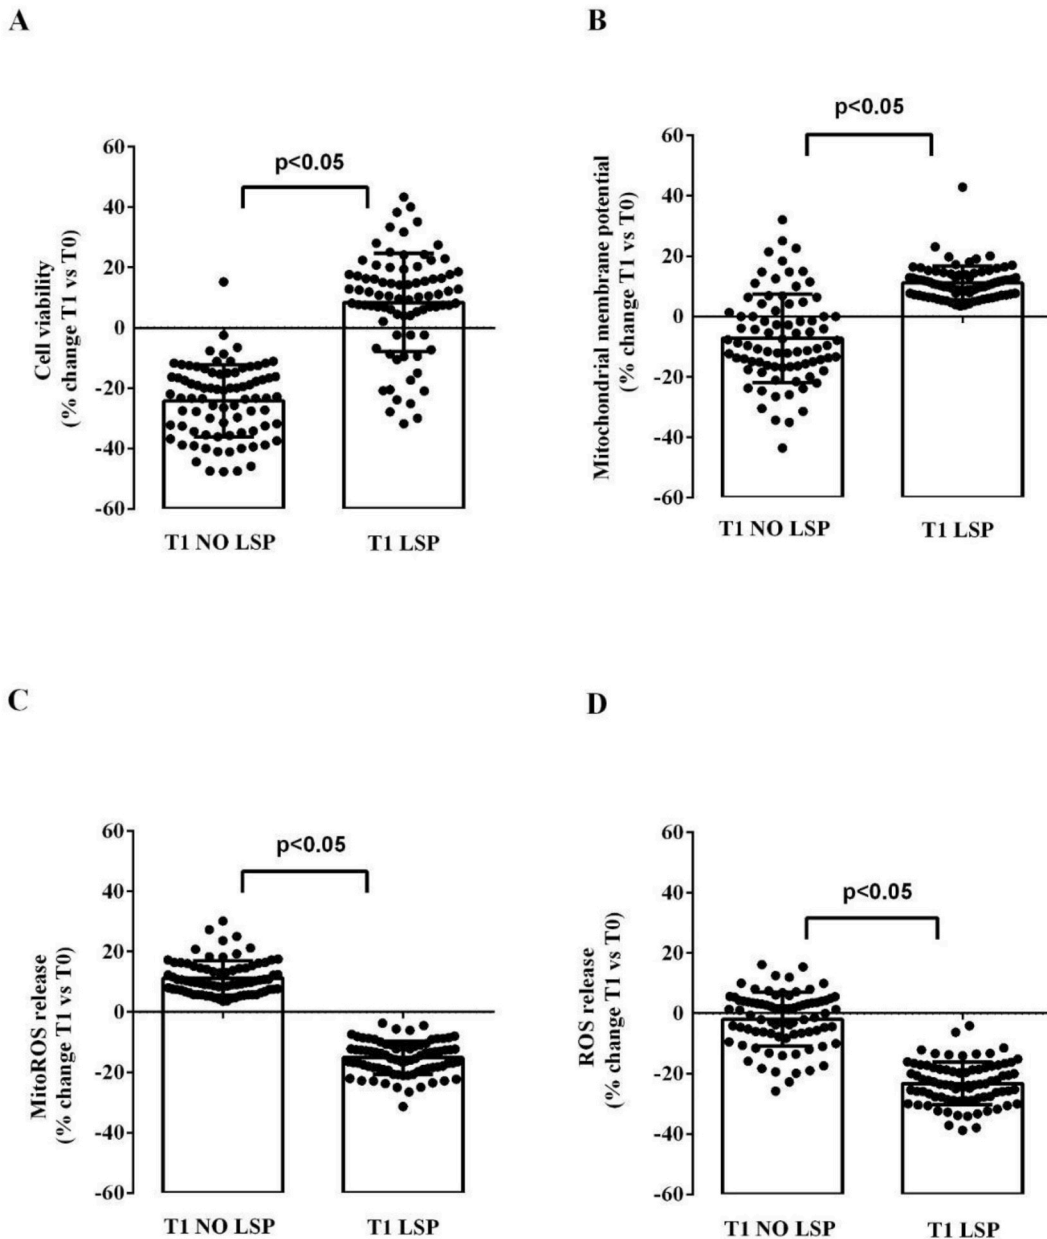 A
Cell viability
(% change T1 vs T0)
60
40
20
0
-20
-40
-60
p<0.05
T1 NO LSP
T1 LSP
B
Mitochondrial membrane potential
(% change T1 vs T0)
60
40
20
0
-20
-40
-60
p<0.05
T1 NO LSP
T1 LSP
C
MitoROS release
(% change T1 vs T0)
60
40
20
0
-20
-40
-60
p<0.05
T1 NO LSP
T1 LSP
D
ROS release
(% change T1 vs T0)
60
40
20
0
-20
-40
-60
p<0.05
T1 NO LSP
T1 LSP